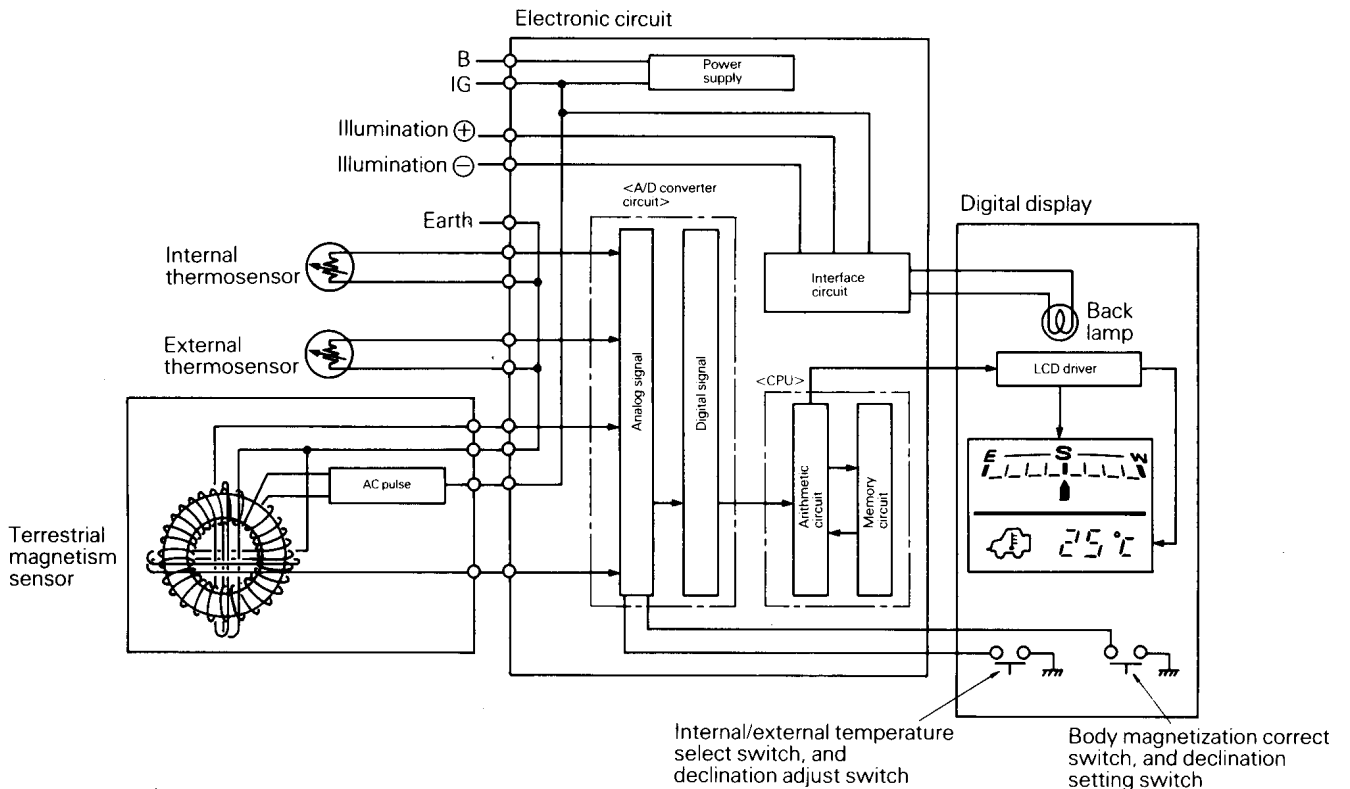 Electronic circuit
B
Power
supply
IG
Illumination ⊕
Illumination ⊖
<A/D converter
circuit>
Digital display
Earth
Internal
thermosensor
Interface
circuit
Back
lamp
External
thermosensor
LCD driver
<CPU>
Analog signal
Digital signal
Arithmetic
circuit
Memory
circuit
E S W
25°C
AC pulse
Terrestrial
magnetism
sensor
Internal/external temperature
select switch, and
declination adjust switch
Body magnetization correct
switch, and declination
setting switch